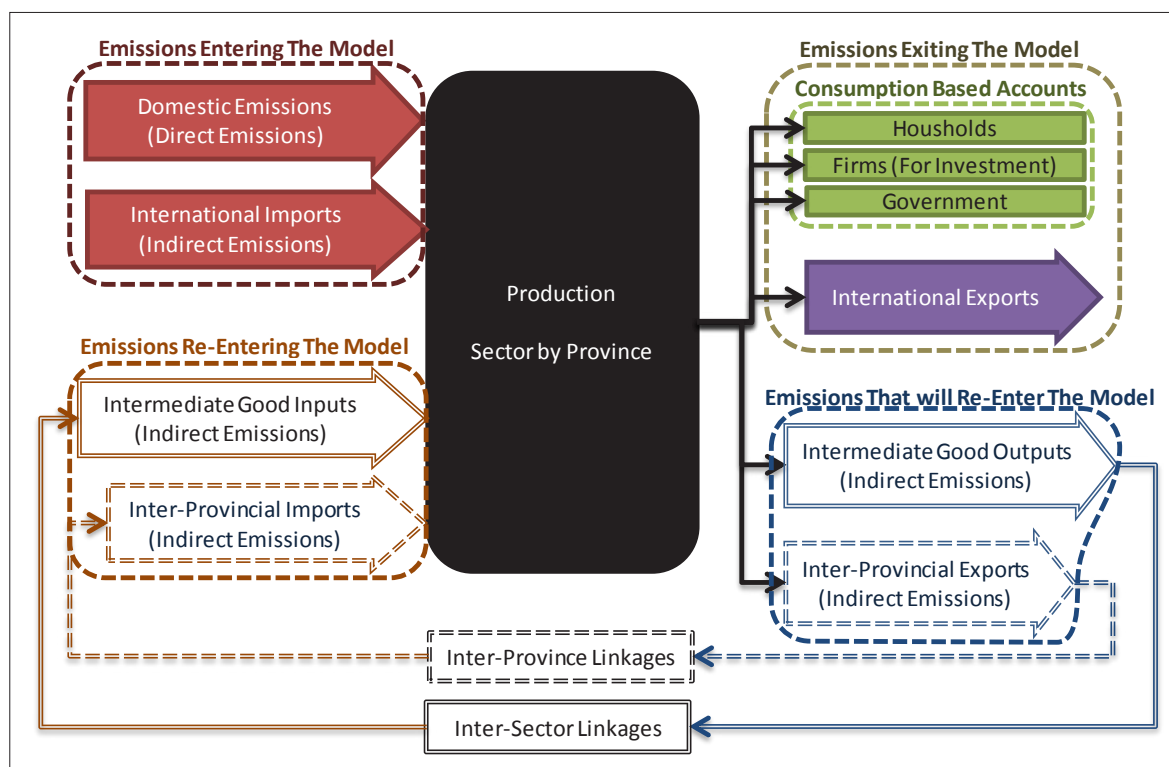 Emissions Entering The Model
Domestic Emissions
(Direct Emissions)
International Imports
(Indirect Emissions)
Emissions Re-Entering The Model
Intermediate Good Inputs
(Indirect Emissions)
Inter-Provincial Imports
(Indirect Emissions)
Production
Sector by Province
Emissions Exiting The Model
Consumption Based Accounts
Housholds
Firms (For Investment)
Government
International Exports
Emissions That will Re-Enter The Model
Intermediate Good Outputs
(Indirect Emissions)
Inter-Provincial Exports
(Indirect Emissions)
Inter-Province Linkages
Inter-Sector Linkages